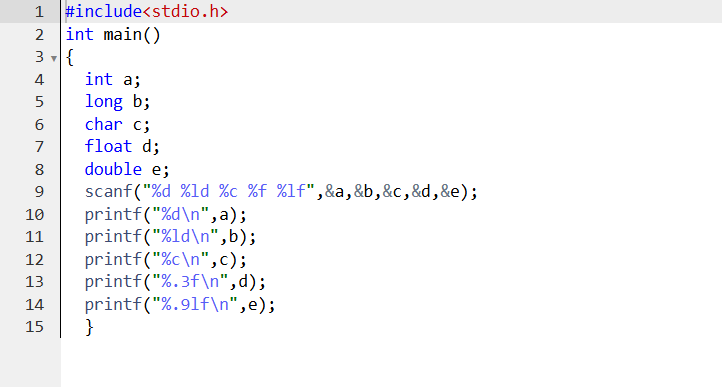 1 #include<stdio.h>
2 int main()
3 {
4 int a;
5 long b;
6 char c;
7 float d;
8 double e;
9 scanf("%d %ld %c %f %lf",&a,&b,&c,&d,&e);
10 printf("%d\n",a);
11 printf("%ld\n",b);
12 printf("%c\n",c);
13 printf("%.3f\n",d);
14 printf("%.9lf\n",e);
15 }